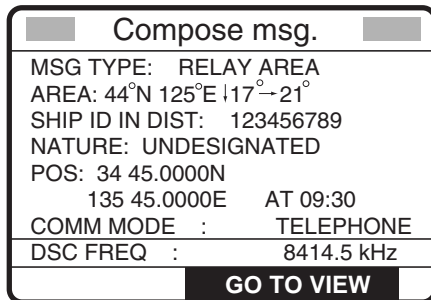 Compose msg.
MSG TYPE: RELAY AREA
AREA: 44°N 125°E ↓17°→21°
SHIP ID IN DIST: 123456789
NATURE: UNDESIGNATED
POS: 34 45.0000N
135 45.0000E AT 09:30
COMM MODE : TELEPHONE
DSC FREQ : 8414.5 kHz
GO TO VIEW